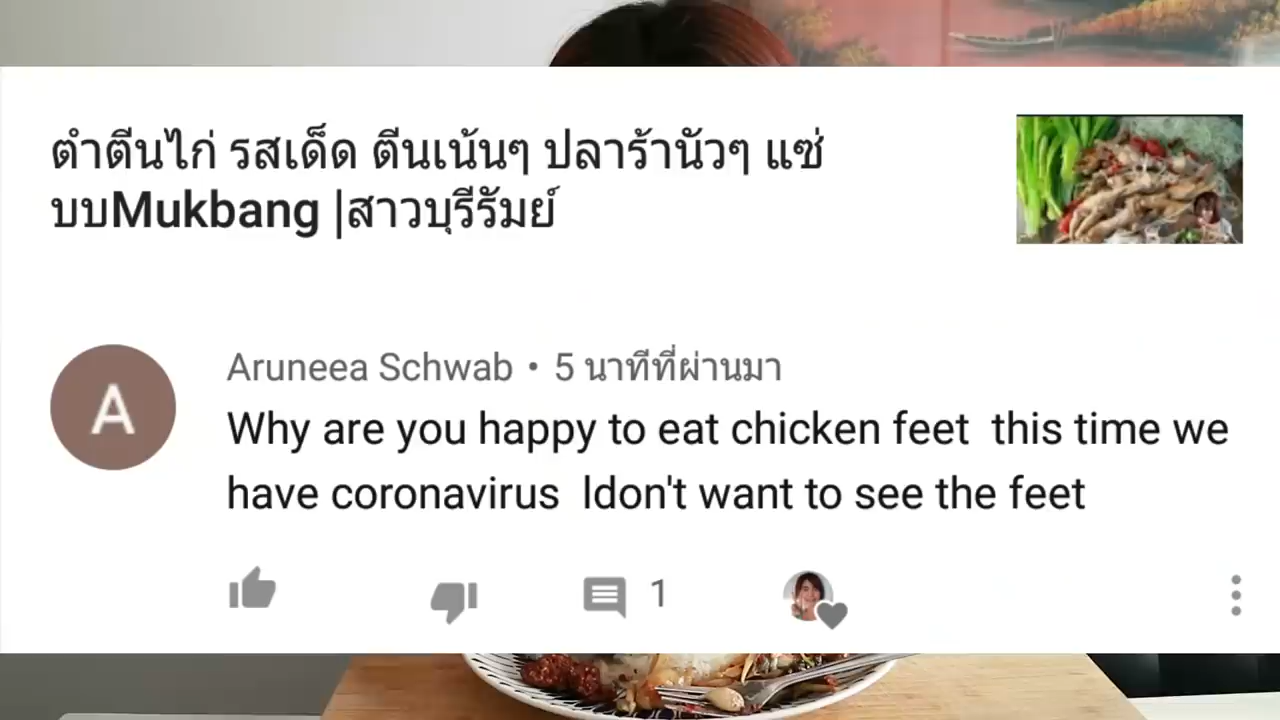 ตำตีนไก่ รสเด็ด ตีนเน้นๆ ปลาร้านัวๆ แซ่
บบMukbang |สาวบุรีรัมย์
A
Aruneea Schwab • 5 นาทีที่ผ่านมา
Why are you happy to eat chicken feet this time we
have coronavirus Idon't want to see the feet
1